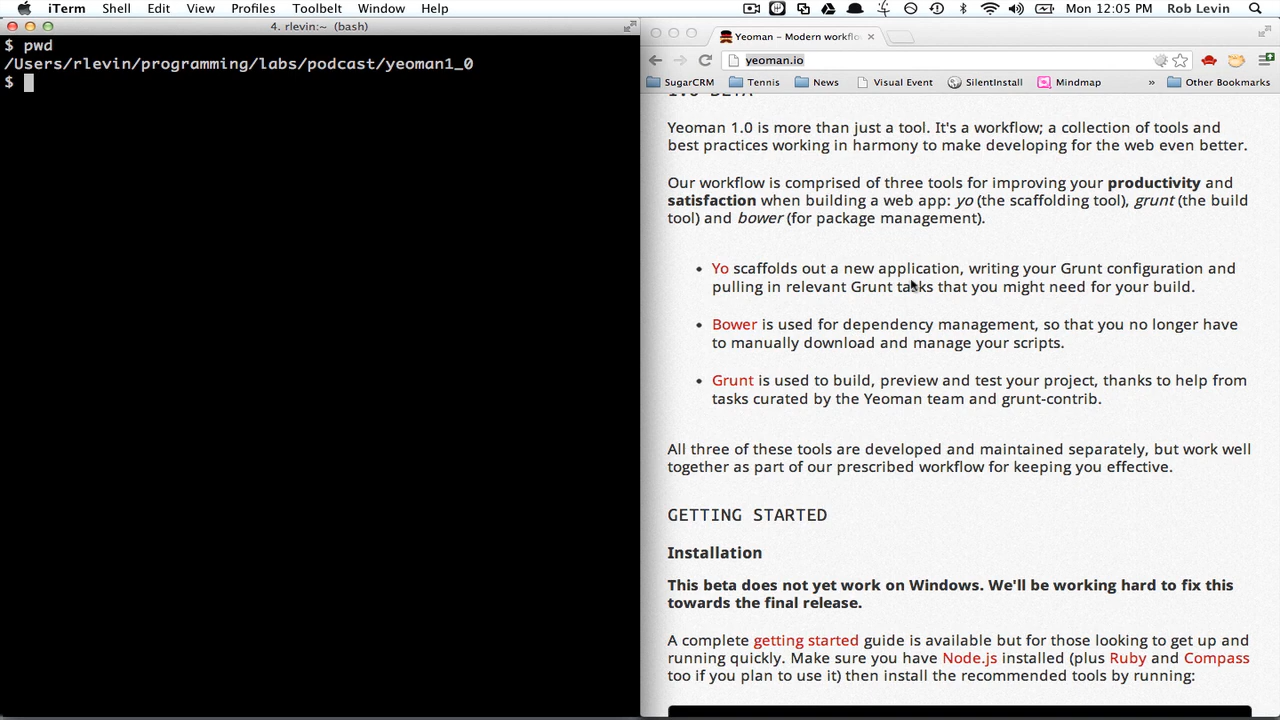 iTerm Shell Edit View Profiles Toolbelt Window Help Mon 12:05 PM Rob Levin
4. rlevin:~ (bash)
$ pwd
/Users/rlevin/programming/labs/podcast/yeoman1_0
$
Yeoman – Modern workflo
yeoman.io
SugarCRM Tennis News Visual Event SilentInstall Mindmap » Other Bookmarks
1.0 BETA
Yeoman 1.0 is more than just a tool. It's a workflow; a collection of tools and
best practices working in harmony to make developing for the web even better.
Our workflow is comprised of three tools for improving your productivity and
satisfaction when building a web app: yo (the scaffolding tool), grunt (the build
tool) and bower (for package management).
• Yo scaffolds out a new application, writing your Grunt configuration and
pulling in relevant Grunt tasks that you might need for your build.
• Bower is used for dependency management, so that you no longer have
to manually download and manage your scripts.
• Grunt is used to build, preview and test your project, thanks to help from
tasks curated by the Yeoman team and grunt-contrib.
All three of these tools are developed and maintained separately, but work well
together as part of our prescribed workflow for keeping you effective.
GETTING STARTED
Installation
This beta does not yet work on Windows. We'll be working hard to fix this
towards the final release.
A complete getting started guide is available but for those looking to get up and
running quickly. Make sure you have Node.js installed (plus Ruby and Compass
too if you plan to use it) then install the recommended tools by running: